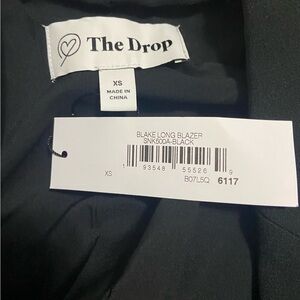 The Drop
XS
MADE IN
CHINA
BLAKE LONG BLAZER
SNK600A-BLACK
1 93548 55526 9
XS B07L5Q 6117